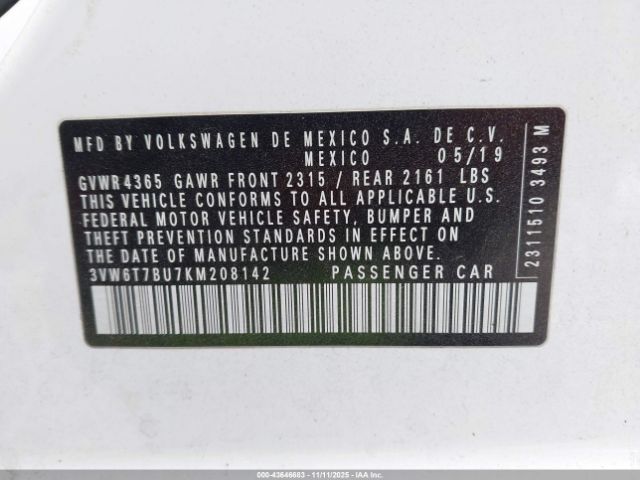 MFD BY VOLKSWAGEN DE MEXICO S.A. DE C.V.
MEXICO 05/19
GVWR 4365 GAWR FRONT 2315 / REAR 2161 LBS
THIS VEHICLE CONFORMS TO ALL APPLICABLE U.S.
FEDERAL MOTOR VEHICLE SAFETY, BUMPER AND
THEFT PREVENTION STANDARDS IN EFFECT ON
THE DATE OF MANUFACTURE SHOWN ABOVE.
3VW6T7BU7KM208142 PASSENGER CAR
2311510 3493 M
000-43646683 - 11/11/2025 - IAAI.COM